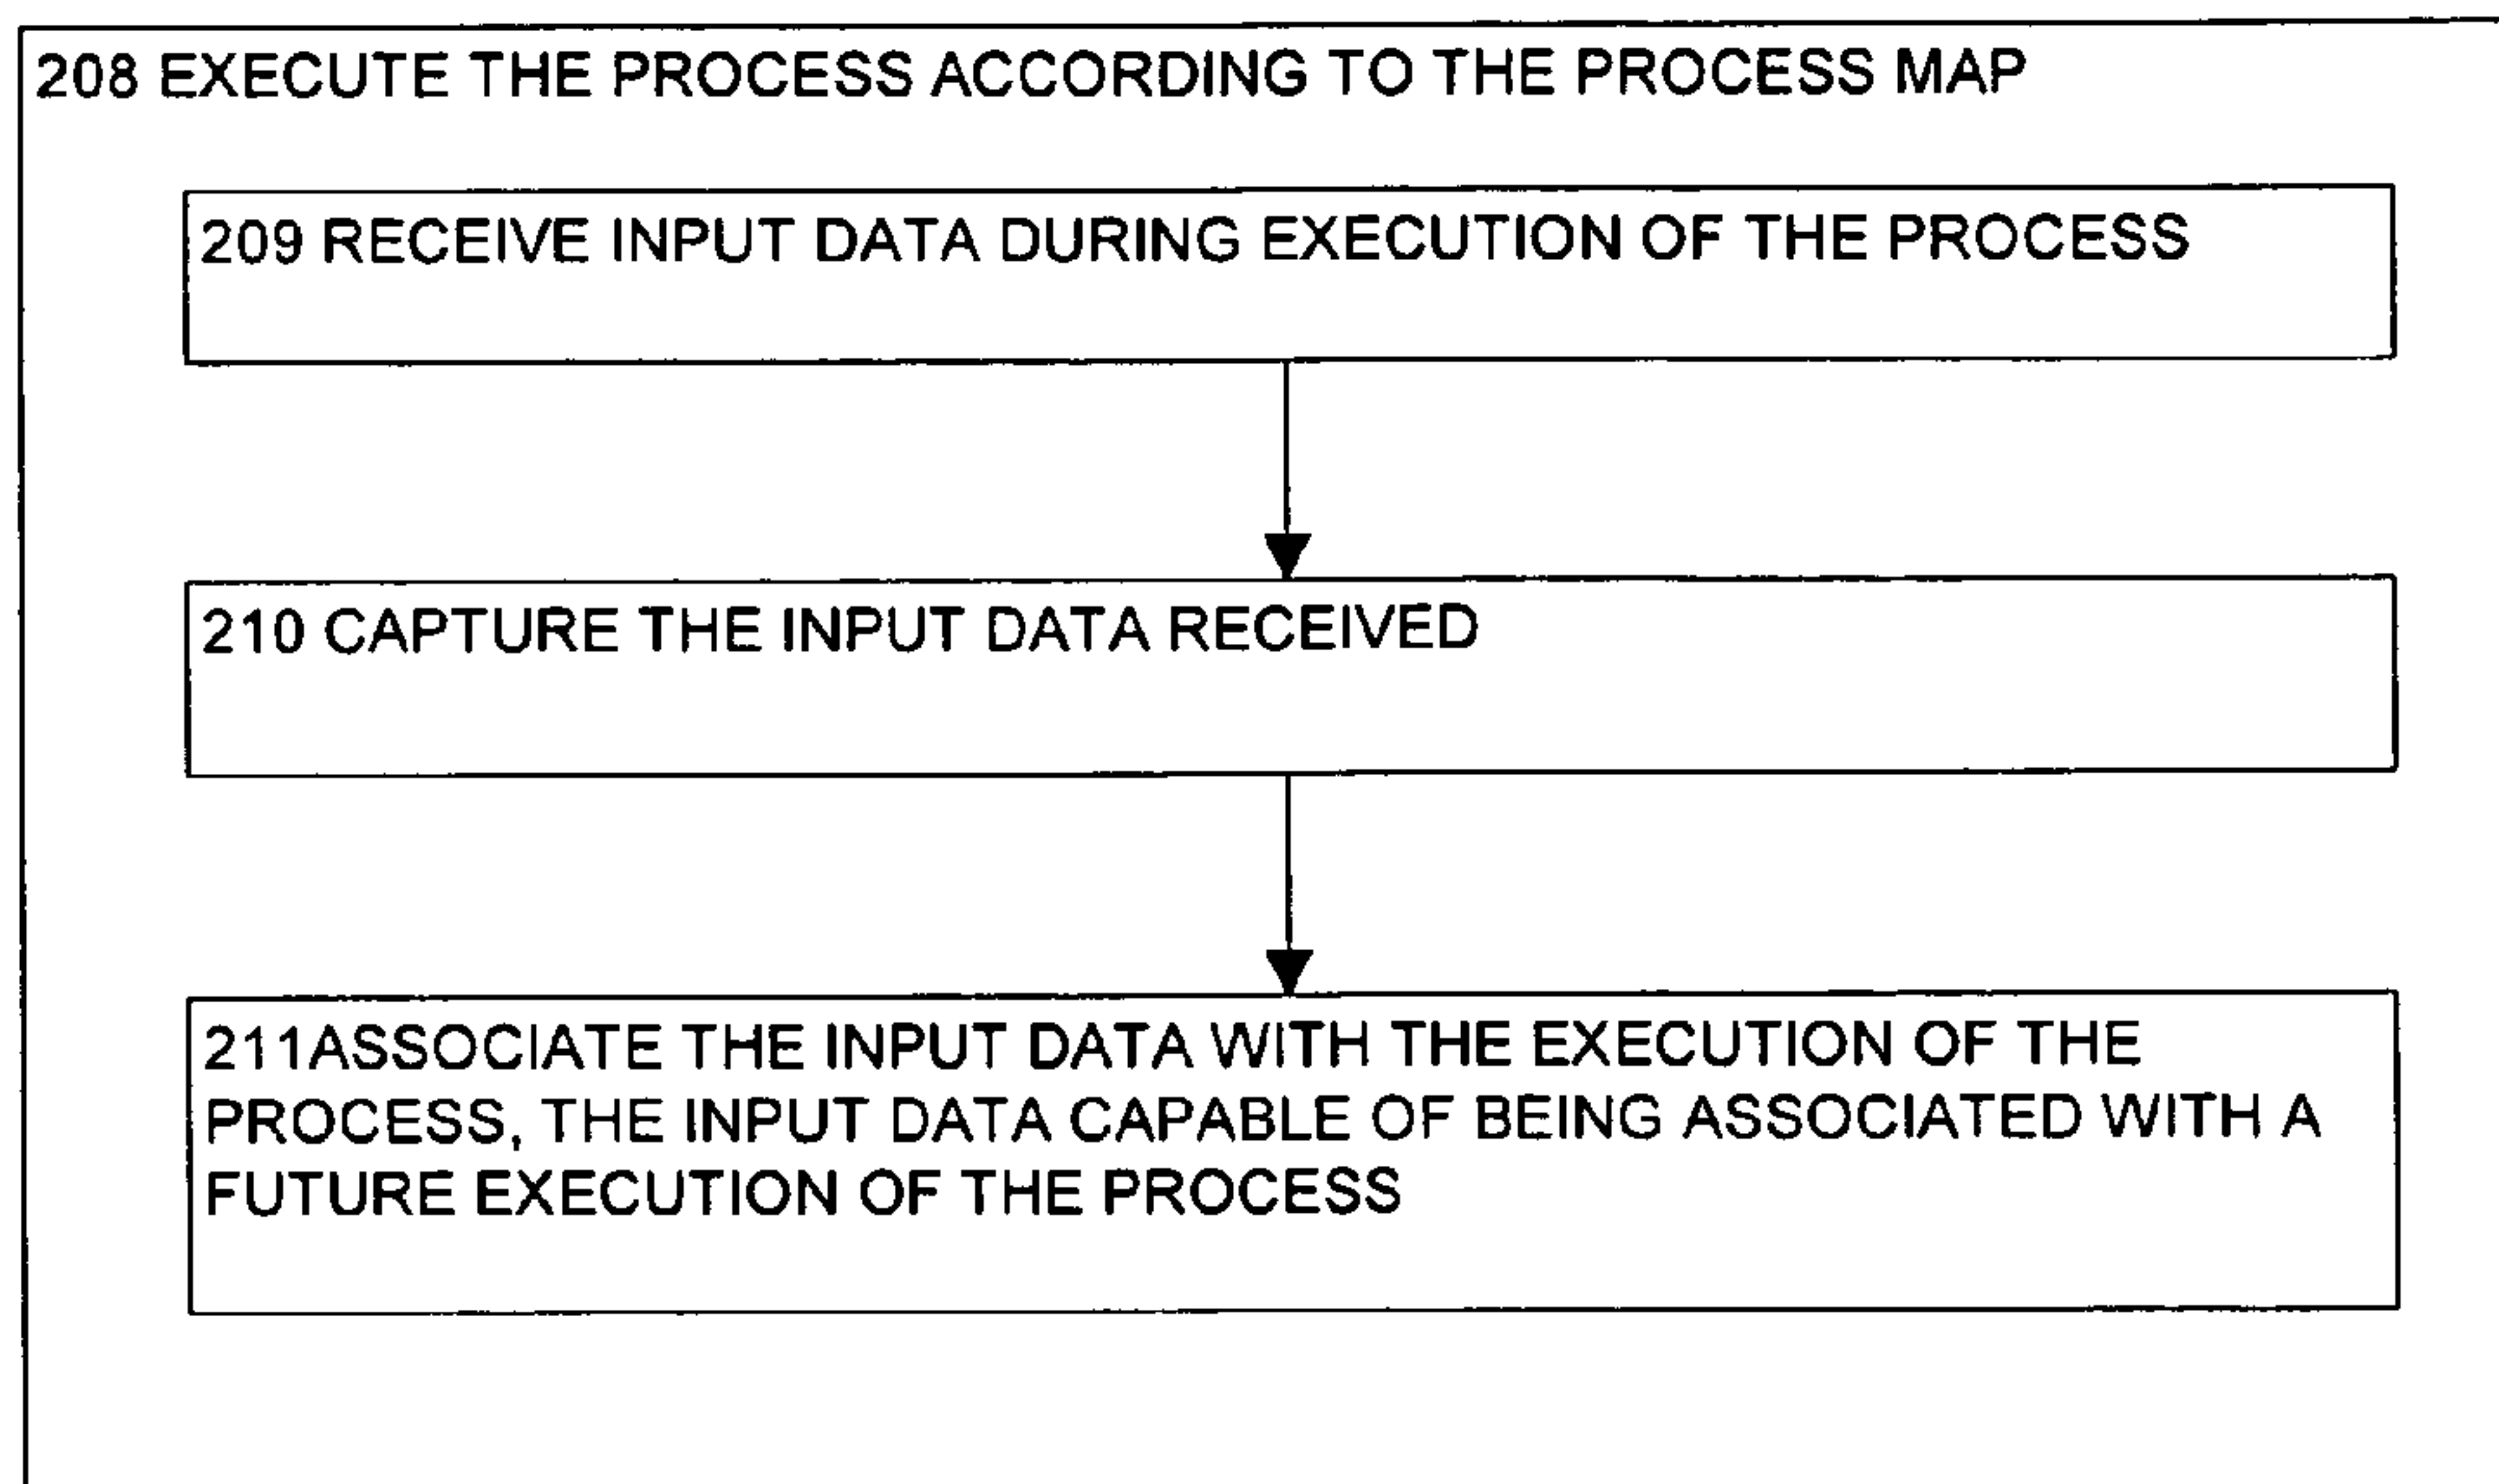 208 EXECUTE THE PROCESS ACCORDING TO THE PROCESS MAP
209 RECEIVE INPUT DATA DURING EXECUTION OF THE PROCESS
210 CAPTURE THE INPUT DATA RECEIVED
211ASSOCIATE THE INPUT DATA WITH THE EXECUTION OF THE
PROCESS, THE INPUT DATA CAPABLE OF BEING ASSOCIATED WITH A
FUTURE EXECUTION OF THE PROCESS